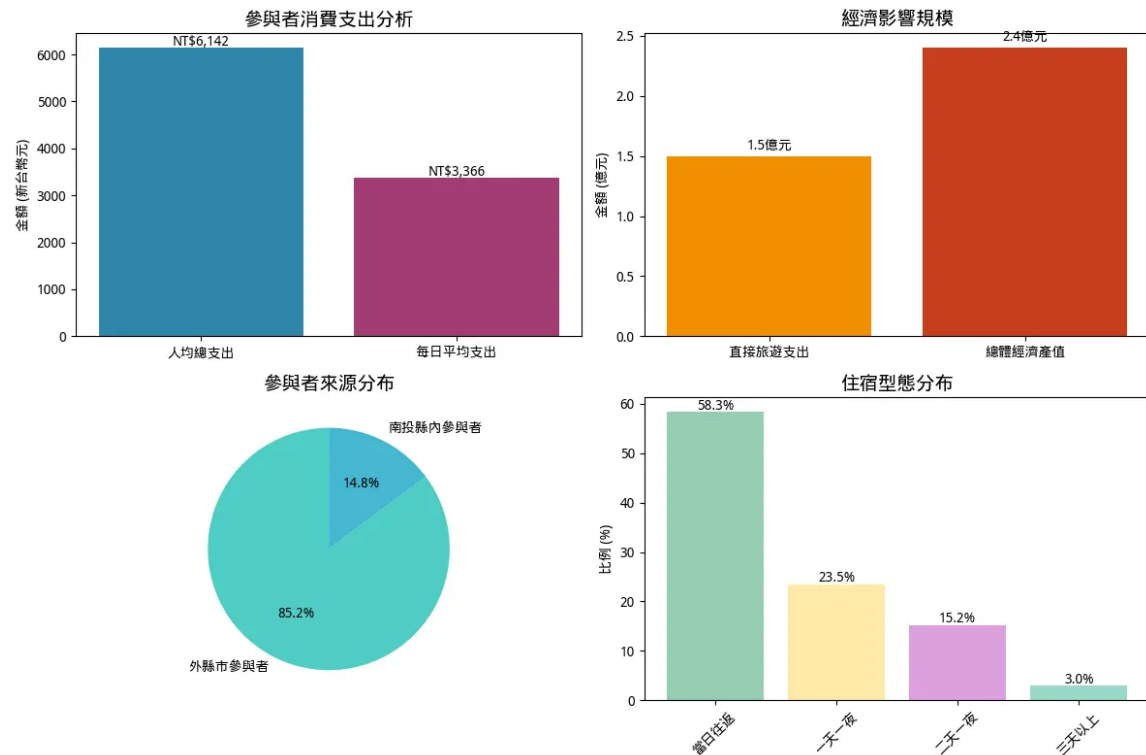 參與者消費支出分析
金額 (新台幣元)
6000
5000
4000
3000
2000
1000
0
NT$6,142
NT$3,366
人均總支出
每日平均支出
經濟影響規模
金額 (億元)
2.5
2.0
1.5
1.0
0.5
0.0
1.5億元
2.4億元
直接旅遊支出
總體經濟產值
參與者來源分布
南投縣內參與者
14.8%
85.2%
外縣市參與者
住宿型態分布
比例 (%)
60
50
40
30
20
10
0
58.3%
23.5%
15.2%
3.0%
當日往返
一天一夜
二天一夜
三天以上